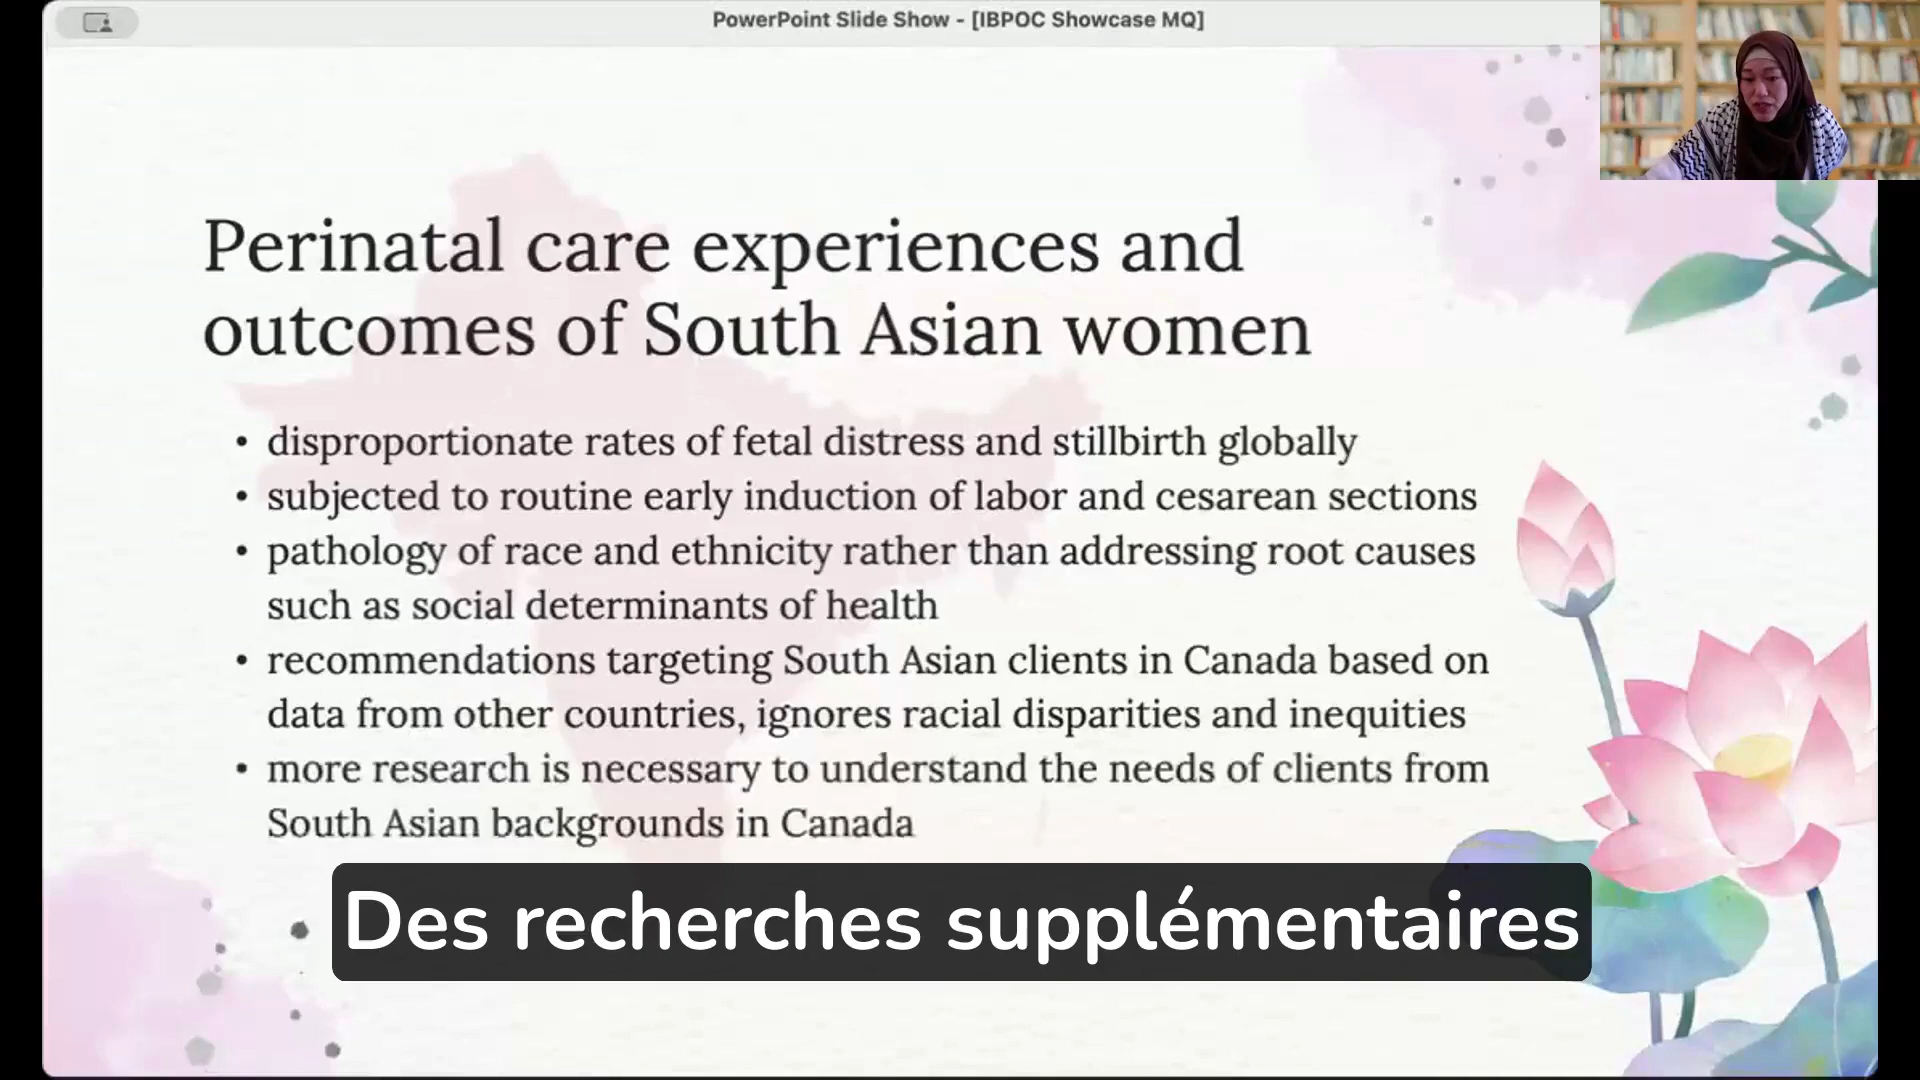 PowerPoint Slide Show - [IBPOC Showcase MQ]
Perinatal care experiences and
outcomes of South Asian women
• disproportionate rates of fetal distress and stillbirth globally
• subjected to routine early induction of labor and cesarean sections
• pathology of race and ethnicity rather than addressing root causes
such as social determinants of health
• recommendations targeting South Asian clients in Canada based on
data from other countries, ignores racial disparities and inequities
• more research is necessary to understand the needs of clients from
South Asian backgrounds in Canada
Des recherches supplémentaires